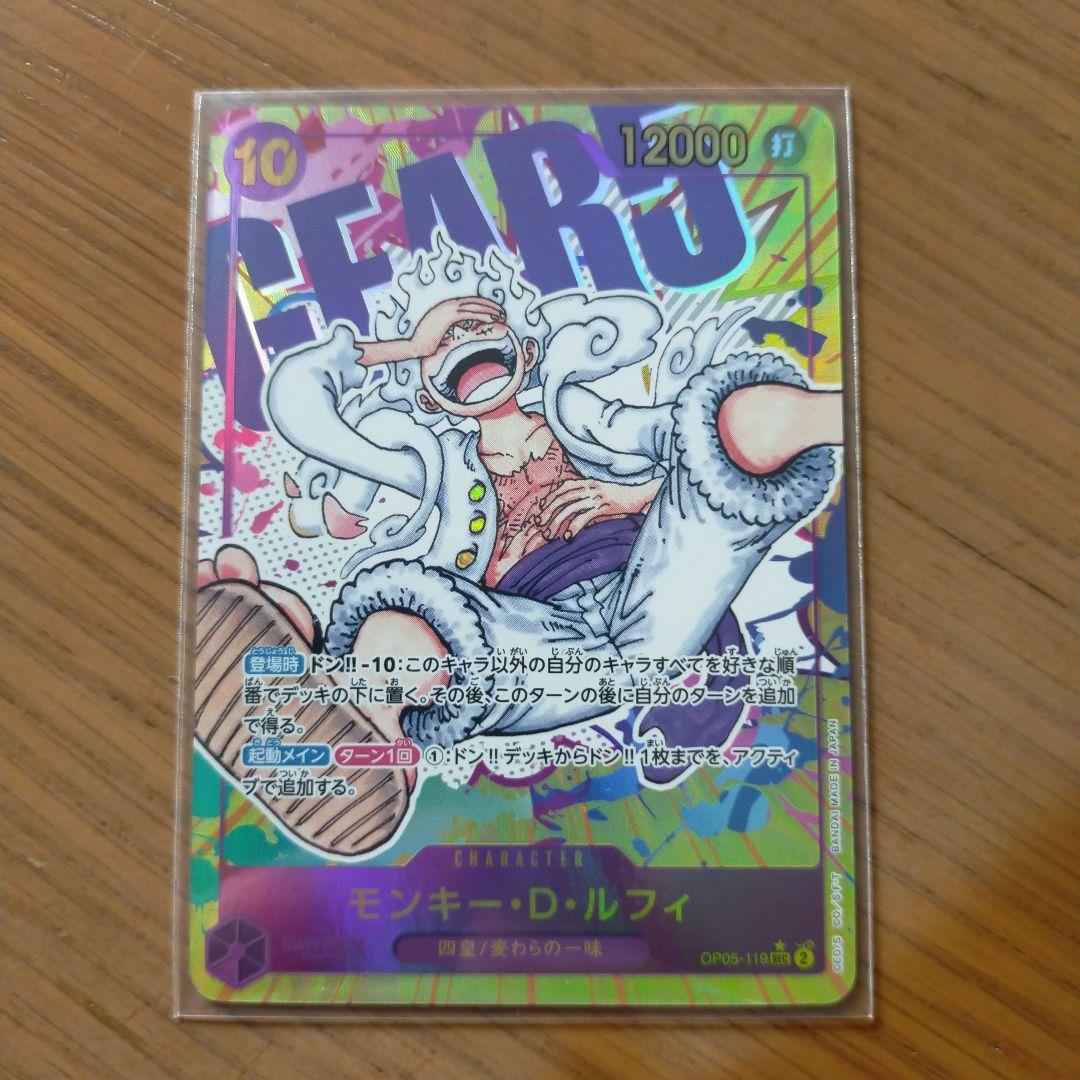 10
12000 打
GEAR5
登場時 ドン!!-10:このキャラ以外の自分のキャラすべてを好きな順
番でデッキの下に置く。その後、このターンの後に自分のターンを追加
で得る。
起動メイン ターン1回 ①:ドン!!デッキからドン!!1枚までを、アクティ
ブで追加する。
CHARACTER
モンキー・D・ルフィ
四皇/麦わらの一味
OP05-119 SEC 2
©EO/S. ©O/S･F･T BANDAI MADE IN JAPAN